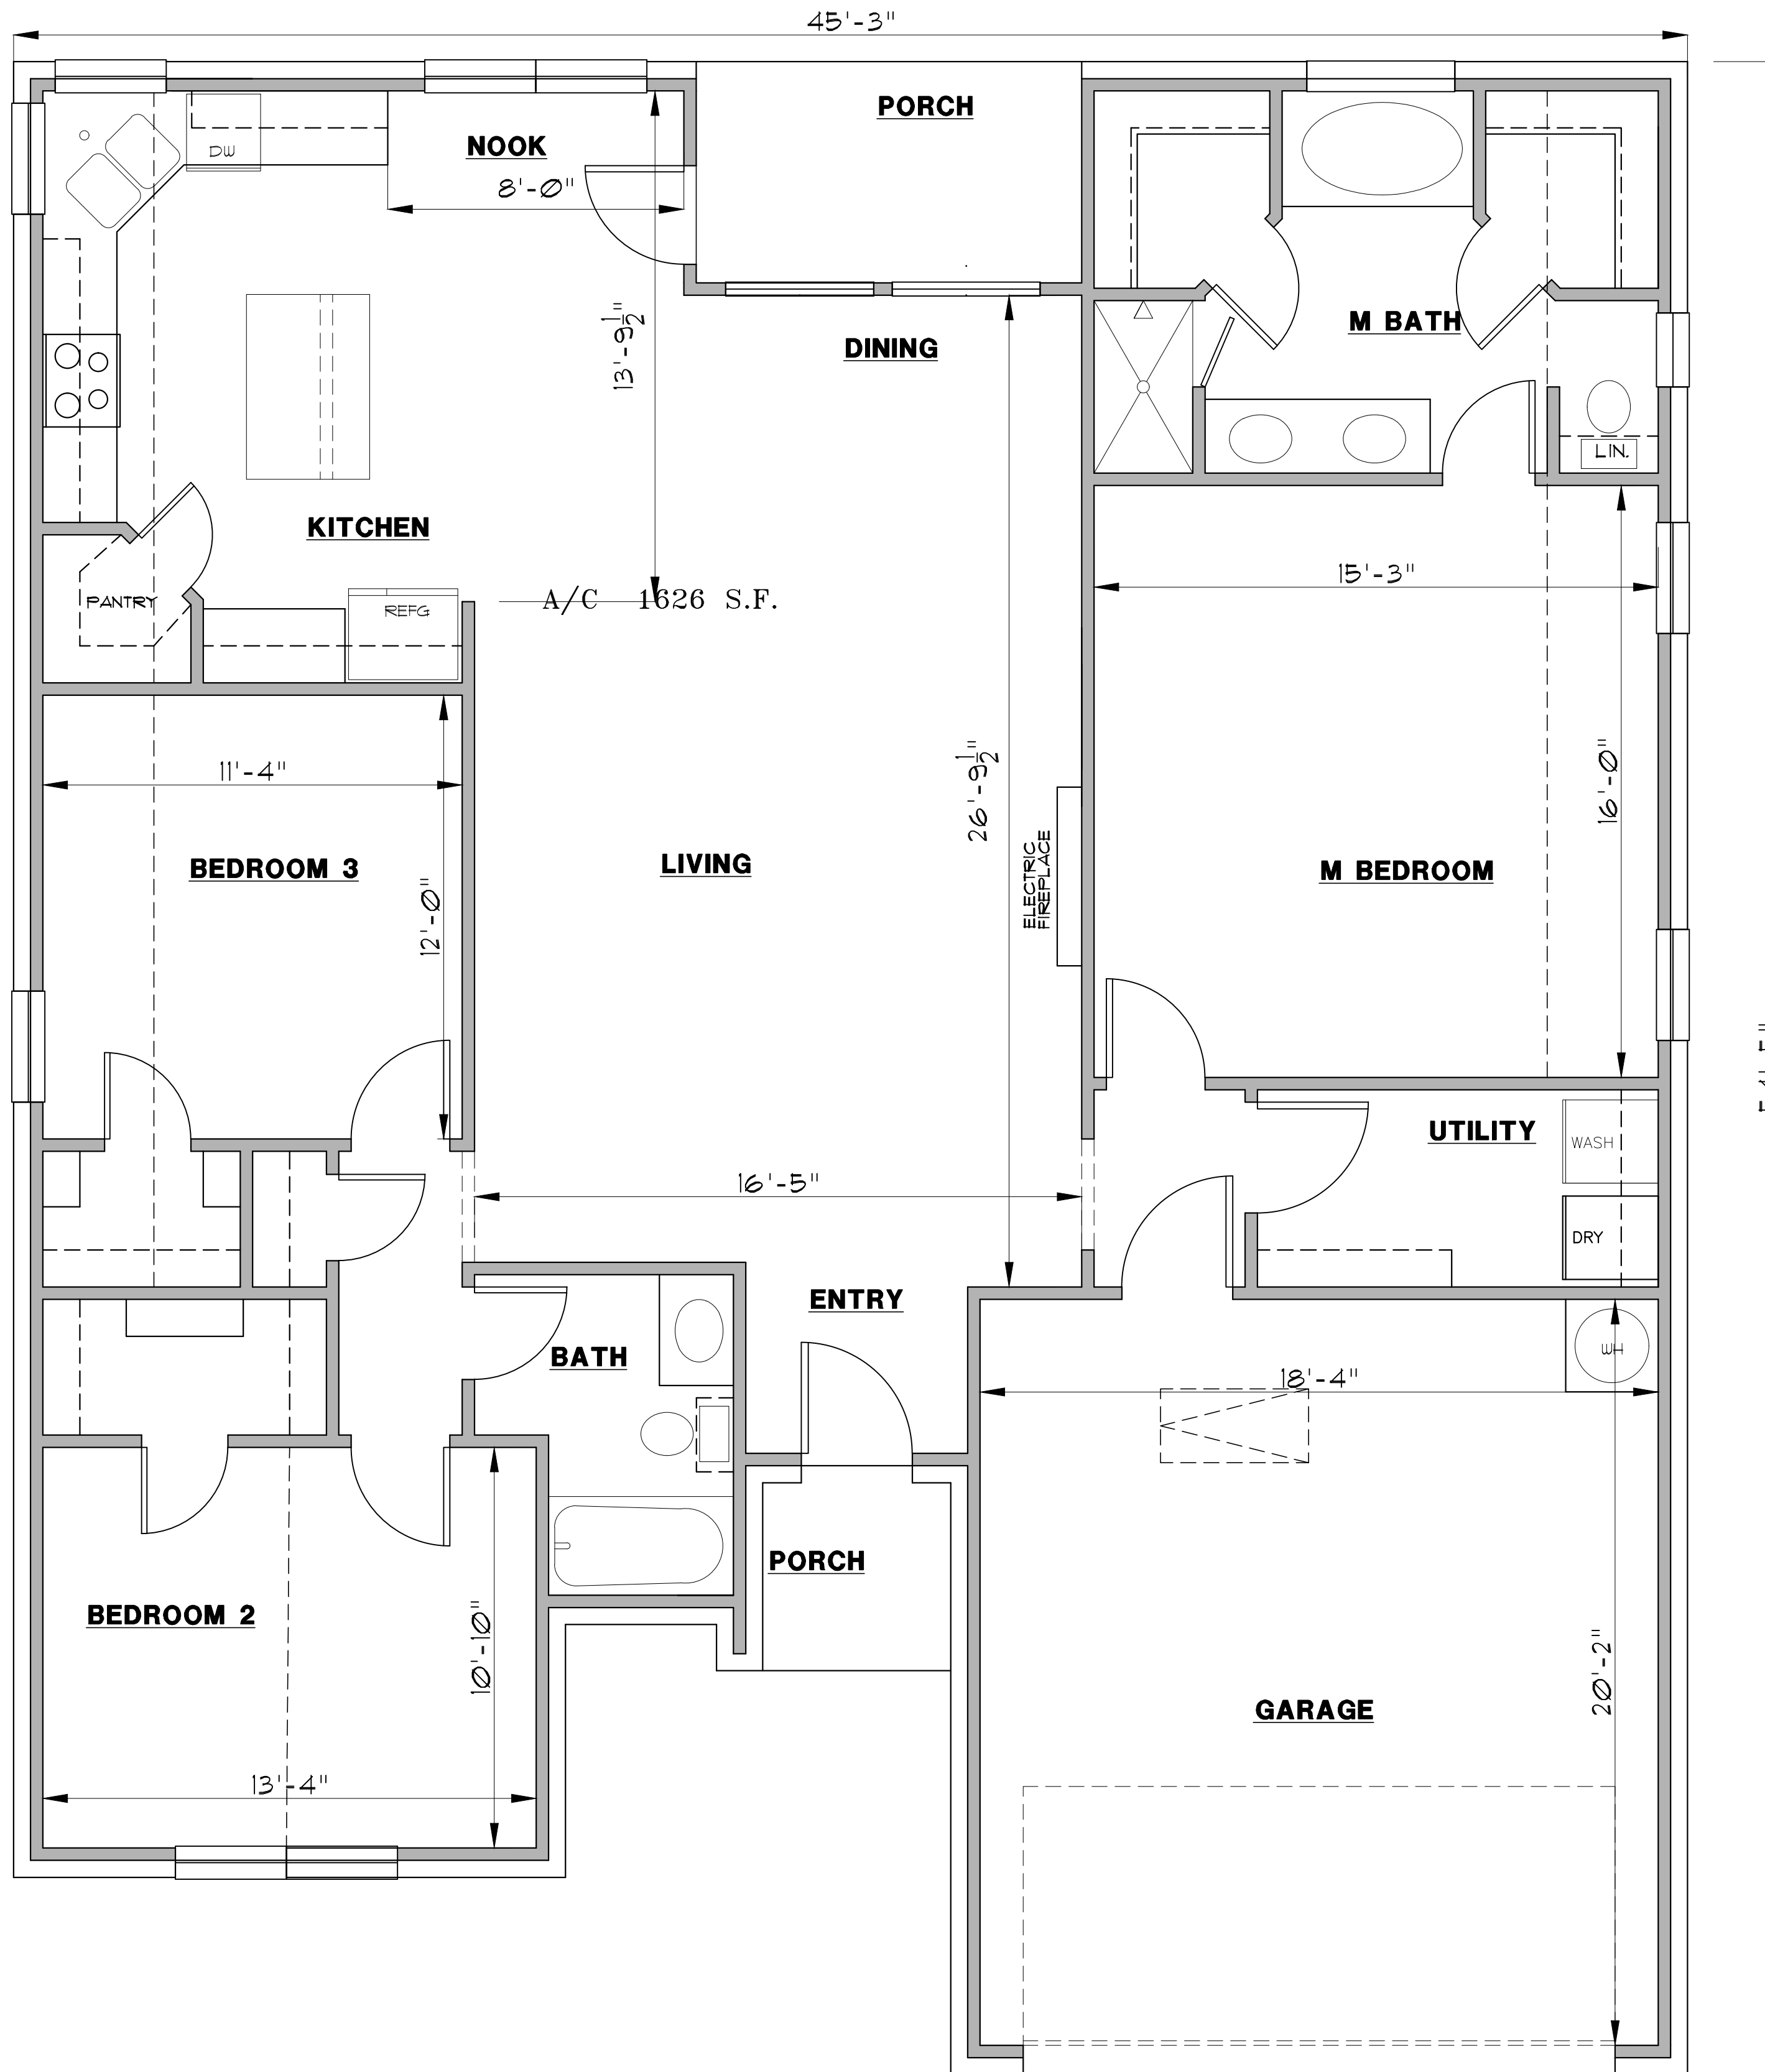 45'-3"
PORCH
NOOK
DW
8'-0"
13'-9 1/2"
DINING
M BATH
LIN.
KITCHEN
PANTRY
REFG
A/C 1626 S.F.
15'-3"
11'-4"
BEDROOM 3
12'-0"
LIVING
26'-9 1/2"
ELECTRIC
FIREPLACE
M BEDROOM
16'-0"
UTILITY
WASH
DRY
16'-5"
ENTRY
BATH
WH
18'-4"
PORCH
BEDROOM 2
10'-10"
13'-4"
GARAGE
20'-2"